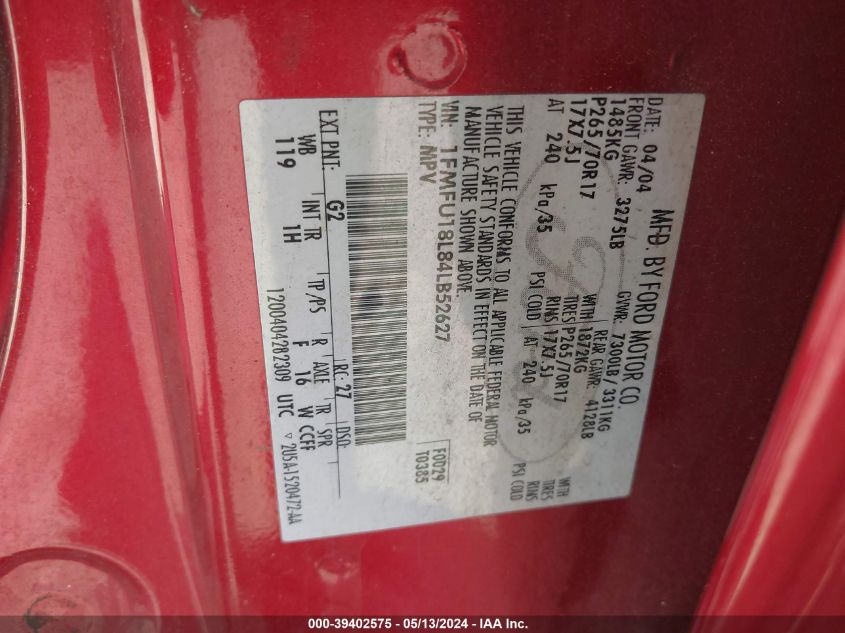 DATE: 04/04 MFD. BY FORD MOTOR CO.
FRONT GAWR: 3275LB GVWR: 7300LB/3311KG
1485KG REAR GAWR: 4128LB
P265/70R17 WITH 1872KG WITH
17X7.5J TIRES P265/70R17 TIRES
AT 240 kPa/35 RIMS 17X7.5J RIMS
PSI COLD AT 240 kPa/35 PSI COLD
THIS VEHICLE CONFORMS TO ALL APPLICABLE FEDERAL MOTOR
VEHICLE SAFETY STANDARDS IN EFFECT ON THE DATE OF
MANUFACTURE SHOWN ABOVE.
VIN: 1FMFU18L84LB52627
TYPE: MPV
F0029
T0385
EXT PNT: G2 RC: 27 DSO:
WB INT TR TP/PS R AXLE TR SPR
119 1H F 16 W CCFF
1200404282309 UTC ▽ 2U5A-1520472-AA
000-39402575 - 05/13/2024 - IAA Inc.